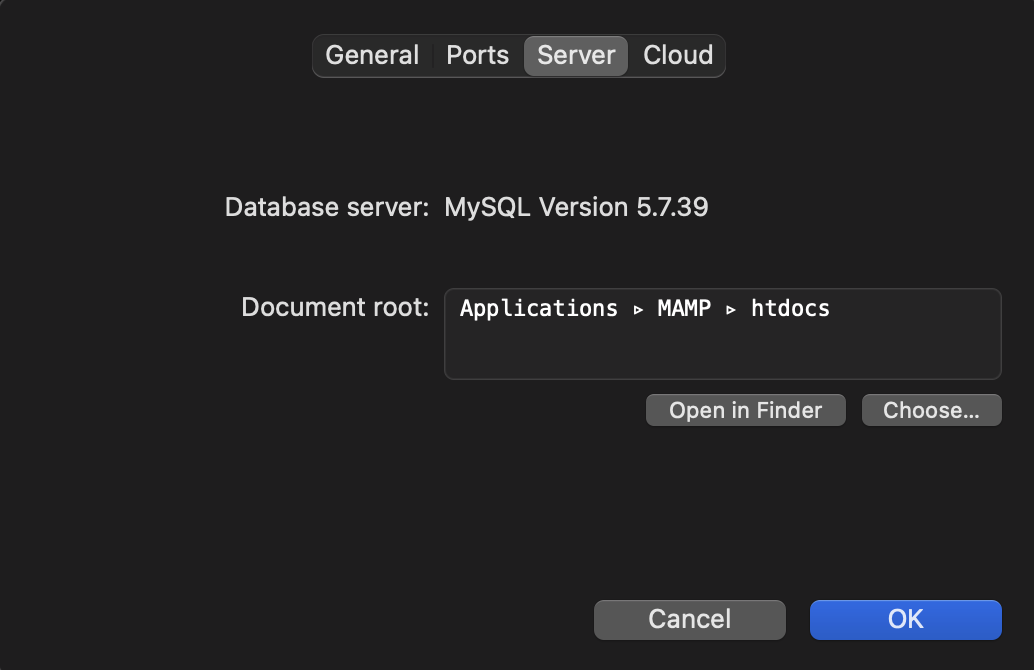 General Ports Server Cloud
Database server: MySQL Version 5.7.39
Document root: Applications ▹ MAMP ▹ htdocs
Open in Finder Choose...
Cancel OK